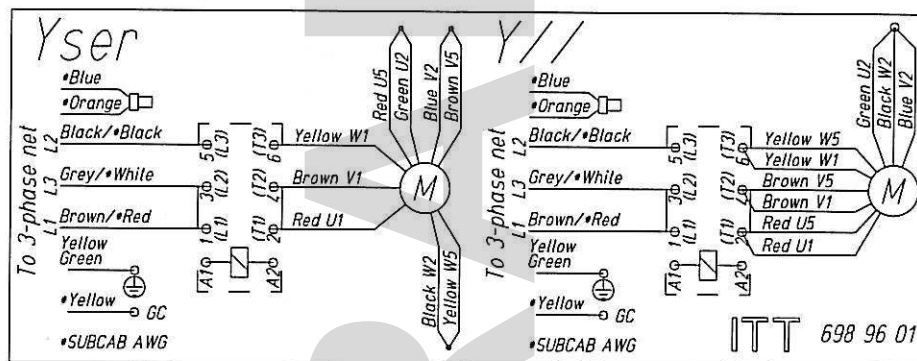 Yser
•Blue
•Orange
To 3-phase net
L2
Black/•Black
5
(L3)
(T3)
6
Yellow W1
L3
Grey/•White
3
(L2)
(T2)
4
Brown V1
L1
Brown/•Red
1
(L1)
(T1)
2
Red U1
Yellow
Green
A1
A2
•Yellow
GC
•SUBCAB AWG
Red U5
Green U2
Blue V2
Brown V5
M
Black W2
Yellow W5
Y///
•Blue
•Orange
To 3-phase net
L2
Black/•Black
5
(L3)
(T3)
6
Yellow W5
Yellow W1
L3
Grey/•White
3
(L2)
(T2)
4
Brown V5
Brown V1
L1
Brown/•Red
1
(L1)
(T1)
2
Red U5
Red U1
Yellow
Green
A1
A2
•Yellow
GC
•SUBCAB AWG
Green U2
Black W2
Blue V2
M
ITT 698 96 01